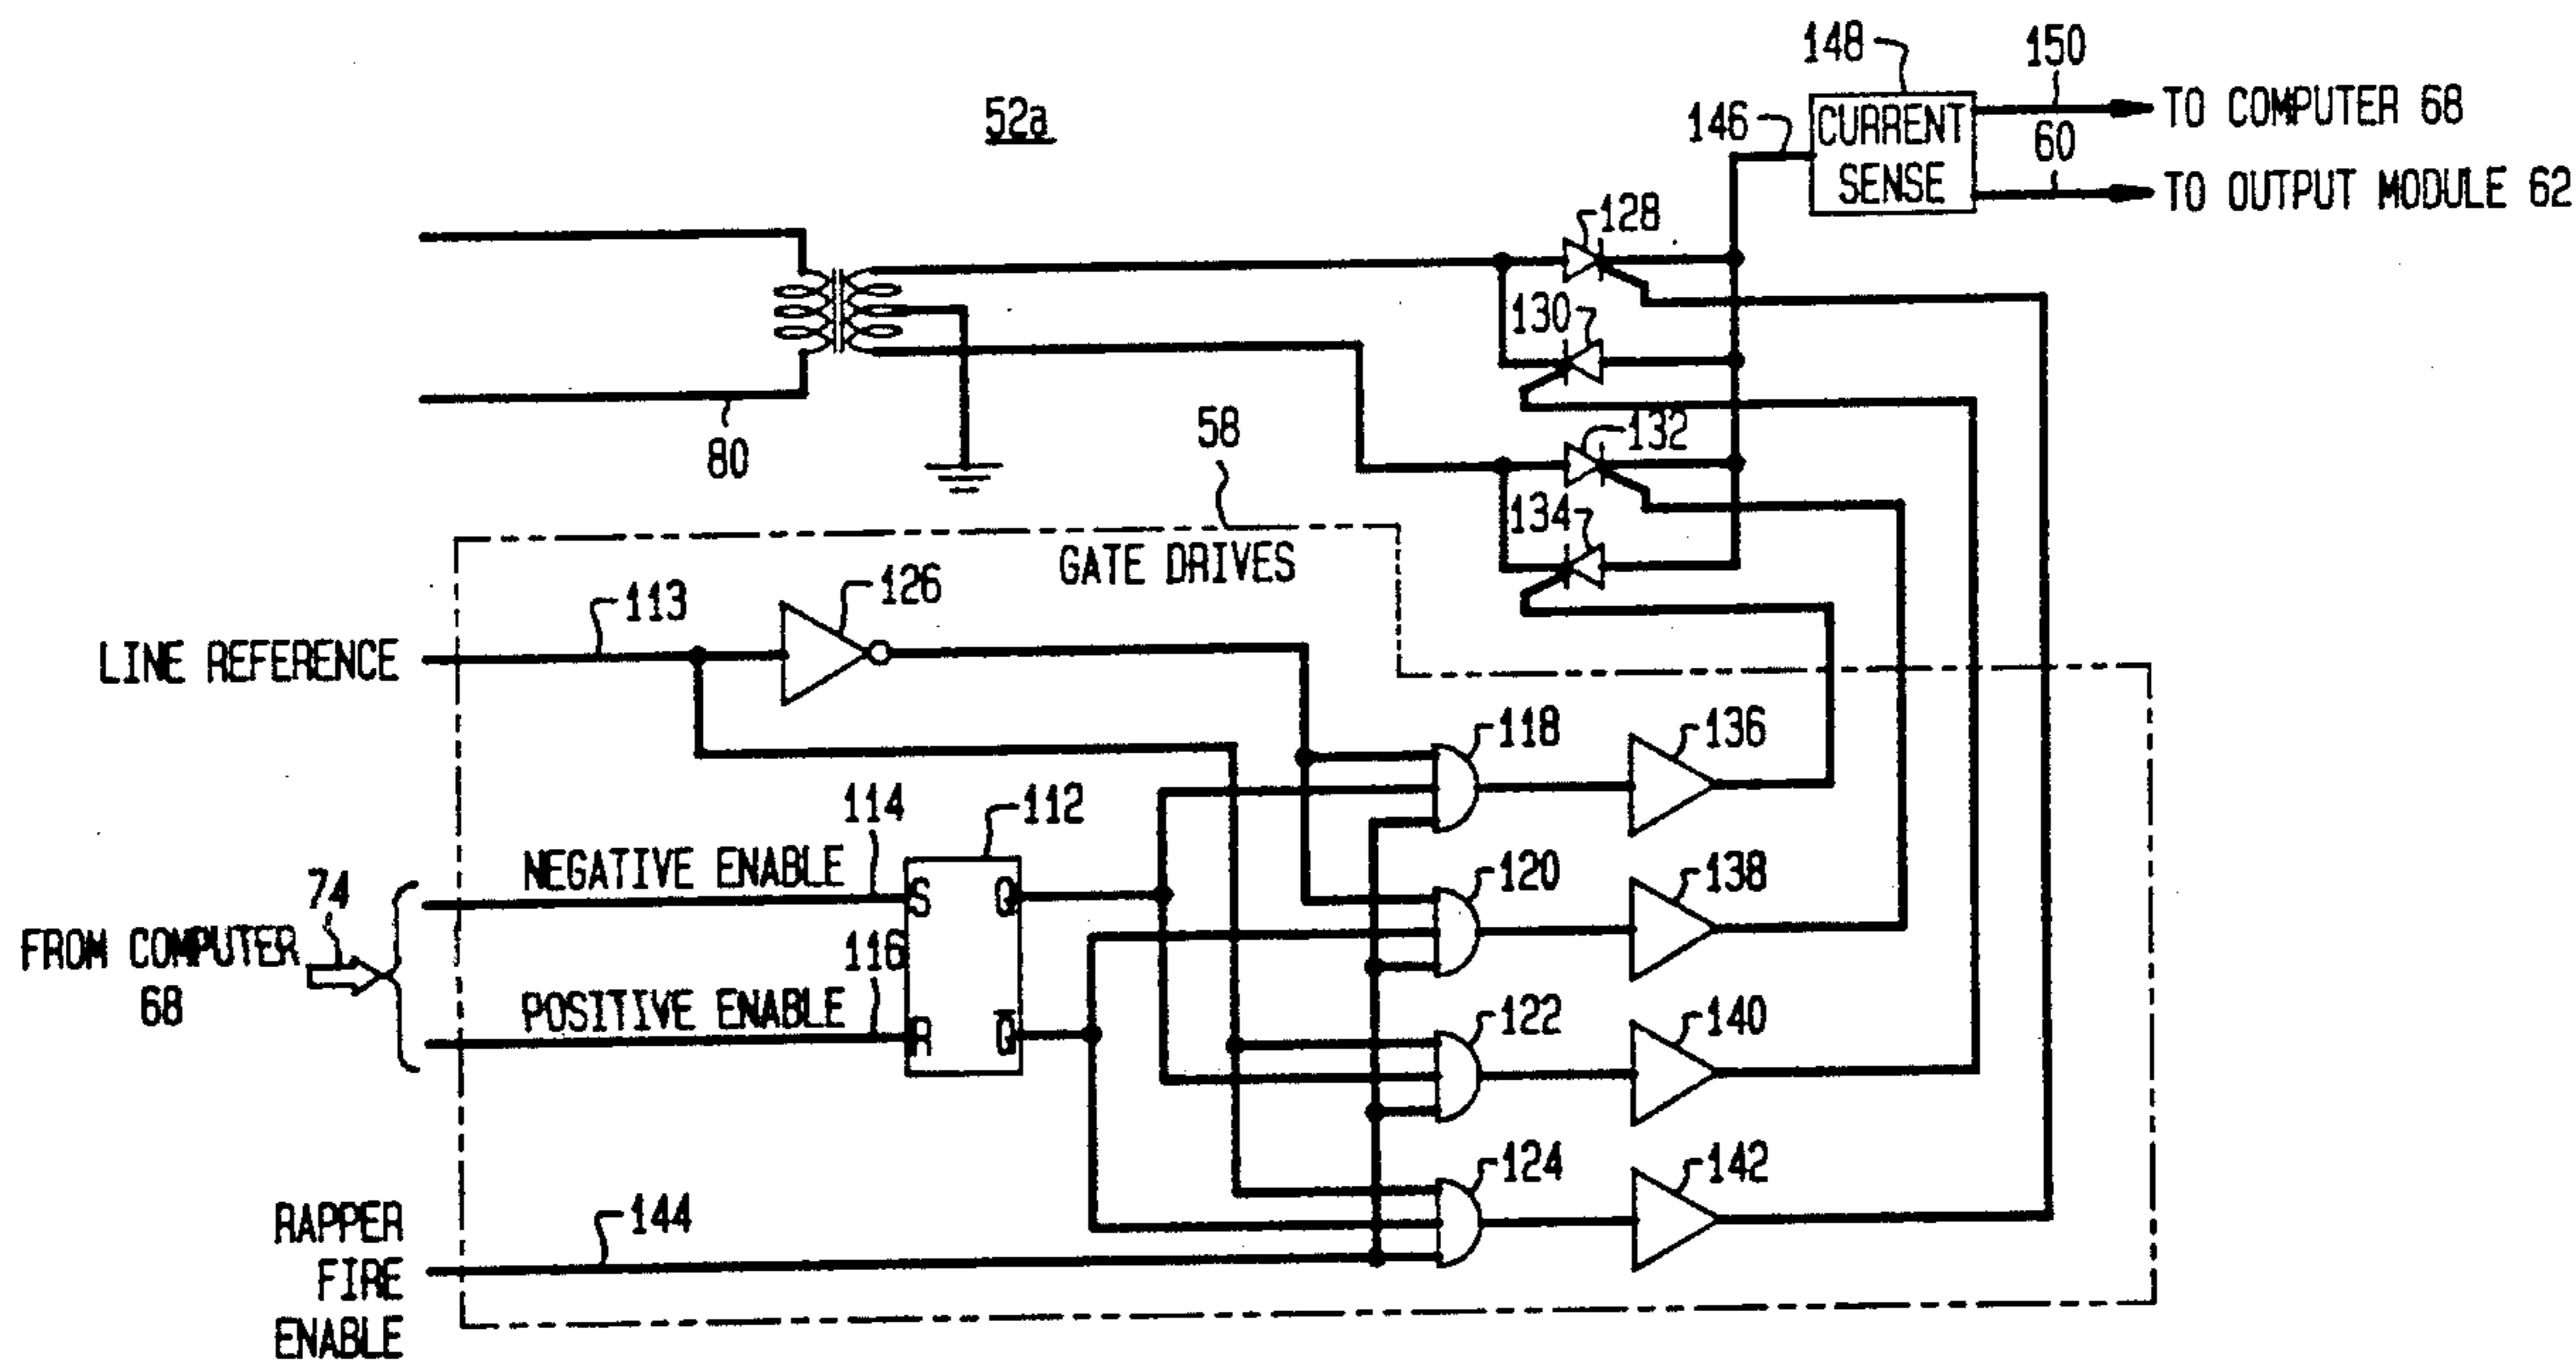 52a
148
150
TO COMPUTER 68
146
CURRENT
SENSE
60
TO OUTPUT MODULE 62
128
130
132
134
80
58
GATE DRIVES
LINE REFERENCE
113
126
118
136
114
112
NEGATIVE ENABLE
S
Q
120
138
74
FROM COMPUTER
68
116
POSITIVE ENABLE
R
Q̅
122
140
124
142
RAPPER
FIRE
ENABLE
144